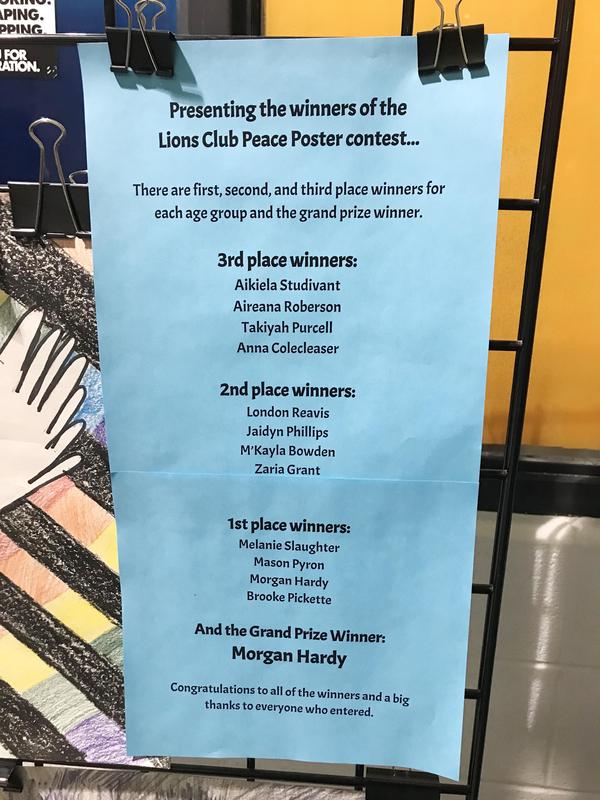 FOR
Presenting the winners of the
Lions Club Peace Poster contest...
There are first, second, and third place winners for
each age group and the grand prize winner.
3rd place winners:
Aikiela Studivant
Aireana Roberson
Takiyah Purcell
Anna Colecleaser
2nd place winners:
London Reavis
Jaidyn Phillips
M'Kayla Bowden
Zaria Grant
1st place winners:
Melanie Slaughter
Mason Pyron
Morgan Hardy
Brooke Pickette
And the Grand Prize Winner:
Morgan Hardy
Congratulations to all of the winners and a big
thanks to everyone who entered.